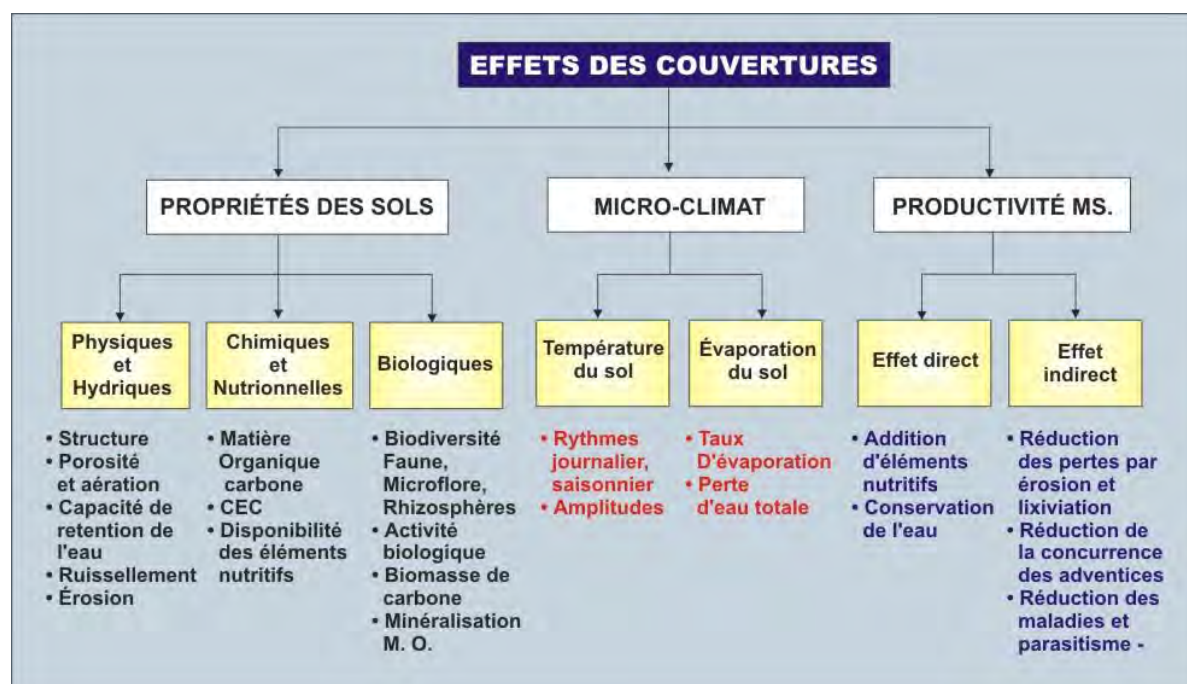 EFFETS DES COUVERTURES
PROPRIÉTÉS DES SOLS
MICRO-CLIMAT
PRODUCTIVITÉ MS.
Physiques
et
Hydriques
Chimiques
et
Nutrionnelles
Biologiques
Température
du sol
Évaporation
du sol
Effet direct
Effet
indirect
• Structure
• Porosité
et aération
• Capacité de
retention de
l'eau
• Ruissellement
• Érosion
• Matière
Organique
carbone
• CEC
• Disponibilité
des éléments
nutritifs
• Biodiversité
Faune,
Microflore,
Rhizosphères
• Activité
biologique
• Biomasse de
carbone
• Minéralisation
M. O.
• Rythmes
journalier,
saisonnier
• Amplitudes
• Taux
D'évaporation
• Perte
d'eau totale
• Addition
d'éléments
nutritifs
• Conservation
de l'eau
• Réduction
des pertes par
érosion et
lixiviation
• Réduction de
la concurrence
des adventices
• Réduction des
maladies et
parasitisme -